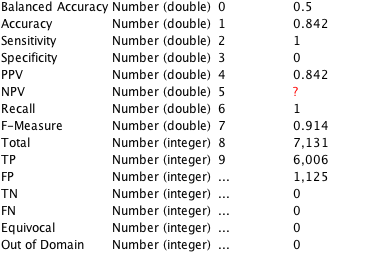 Balanced Accuracy Number (double) 0 0.5
Accuracy Number (double) 1 0.842
Sensitivity Number (double) 2 1
Specificity Number (double) 3 0
PPV Number (double) 4 0.842
NPV Number (double) 5 ?
Recall Number (double) 6 1
F-Measure Number (double) 7 0.914
Total Number (integer) 8 7,131
TP Number (integer) 9 6,006
FP Number (integer) ... 1,125
TN Number (integer) ... 0
FN Number (integer) ... 0
Equivocal Number (integer) ... 0
Out of Domain Number (integer) ... 0